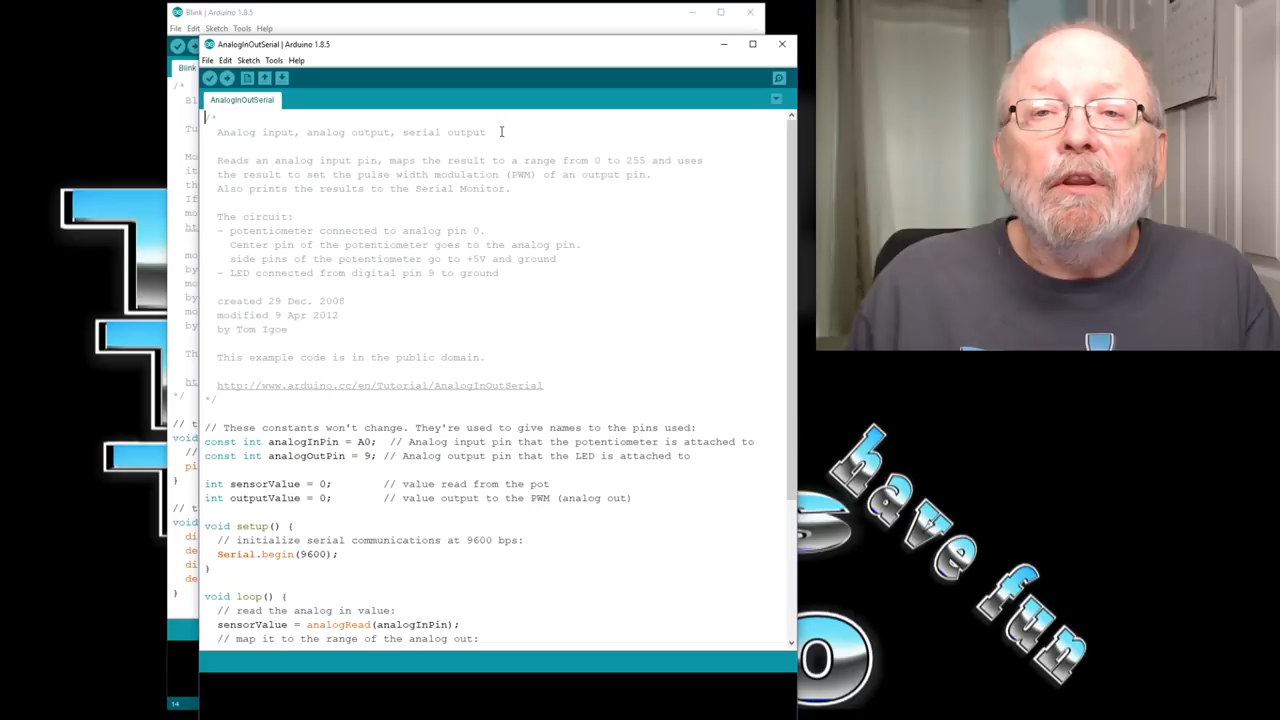 Blink | Arduino 1.8.5
File Edit Sketch Tools Help
Blink
/*
AnalogInOutSerial | Arduino 1.8.5
File Edit Sketch Tools Help
AnalogInOutSerial
/*
Analog input, analog output, serial output
Reads an analog input pin, maps the result to a range from 0 to 255 and uses
the result to set the pulse width modulation (PWM) of an output pin.
Also prints the results to the Serial Monitor.
The circuit:
- potentiometer connected to analog pin 0.
Center pin of the potentiometer goes to the analog pin.
side pins of the potentiometer go to +5V and ground
- LED connected from digital pin 9 to ground
created 29 Dec. 2008
modified 9 Apr 2012
by Tom Igoe
This example code is in the public domain.
http://www.arduino.cc/en/Tutorial/AnalogInOutSerial
*/
// These constants won't change. They're used to give names to the pins used:
const int analogInPin = A0;  // Analog input pin that the potentiometer is attached to
const int analogOutPin = 9; // Analog output pin that the LED is attached to
int sensorValue = 0;        // value read from the pot
int outputValue = 0;        // value output to the PWM (analog out)
void setup() {
// initialize serial communications at 9600 bps:
Serial.begin(9600);
}
void loop() {
// read the analog in value:
sensorValue = analogRead(analogInPin);
// map it to the range of the analog out:
14
have fun